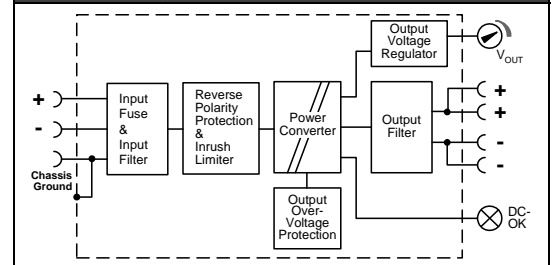 +
-
Chassis
Ground
Input
Fuse
&
Input
Filter
Reverse
Polarity
Protection
&
Inrush
Limiter
Power
Converter
Output
Over-
Voltage
Protection
Output
Voltage
Regulator
Output
Filter
VOUT
+
+
-
-
DC-
OK